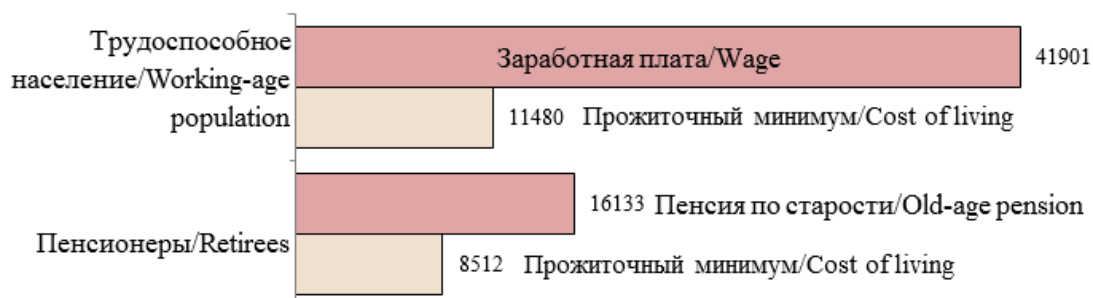 Трудоспособное
население/Working-age
population
Заработная плата/Wage
41901
11480 Прожиточный минимум/Cost of living
Пенсионеры/Retirees
16133 Пенсия по старости/Old-age pension
8512 Прожиточный минимум/Cost of living